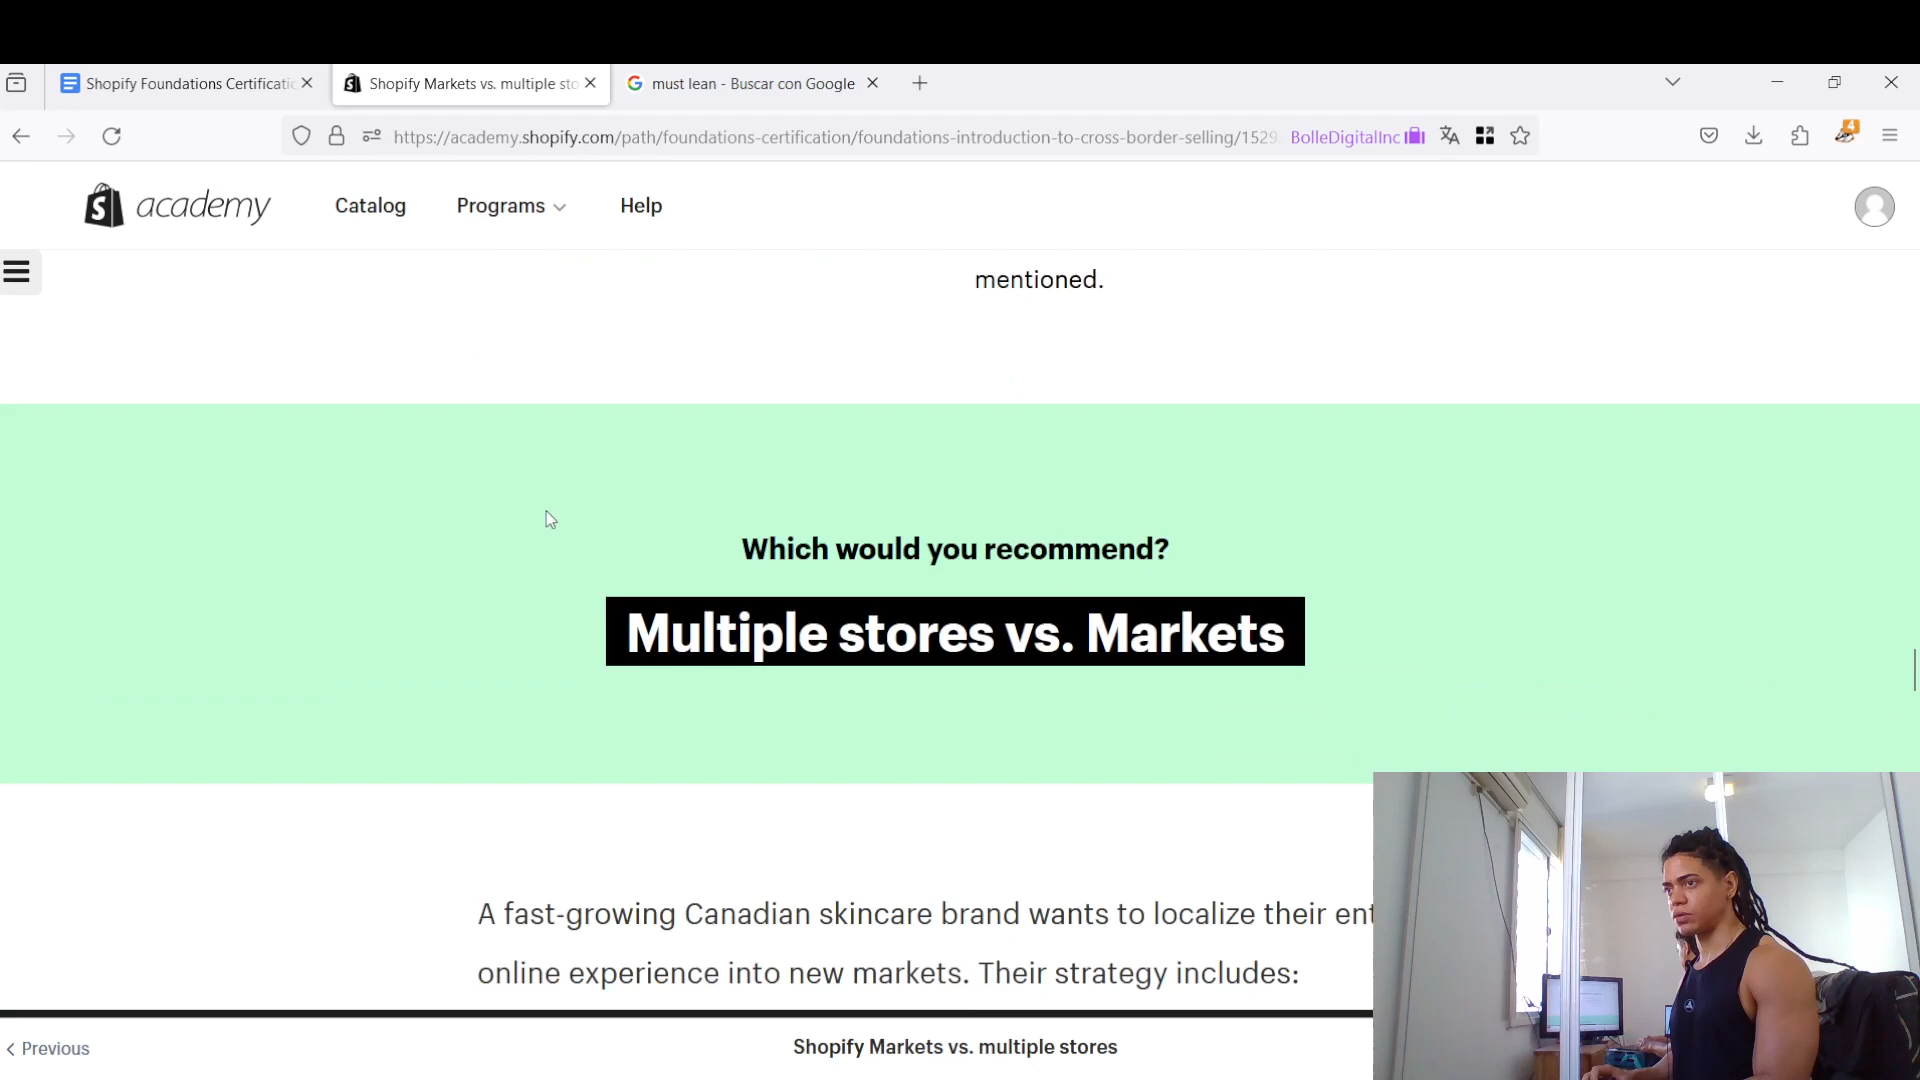 Shopify Foundations Certificatic
Shopify Markets vs. multiple sto
must lean - Buscar con Google
https://academy.shopify.com/path/foundations-certification/foundations-introduction-to-cross-border-selling/1529
BolleDigitalInc
4
academy
Catalog
Programs
Help
mentioned.
Which would you recommend?
Multiple stores vs. Markets
A fast-growing Canadian skincare brand wants to localize their ent
online experience into new markets. Their strategy includes:
Previous
Shopify Markets vs. multiple stores